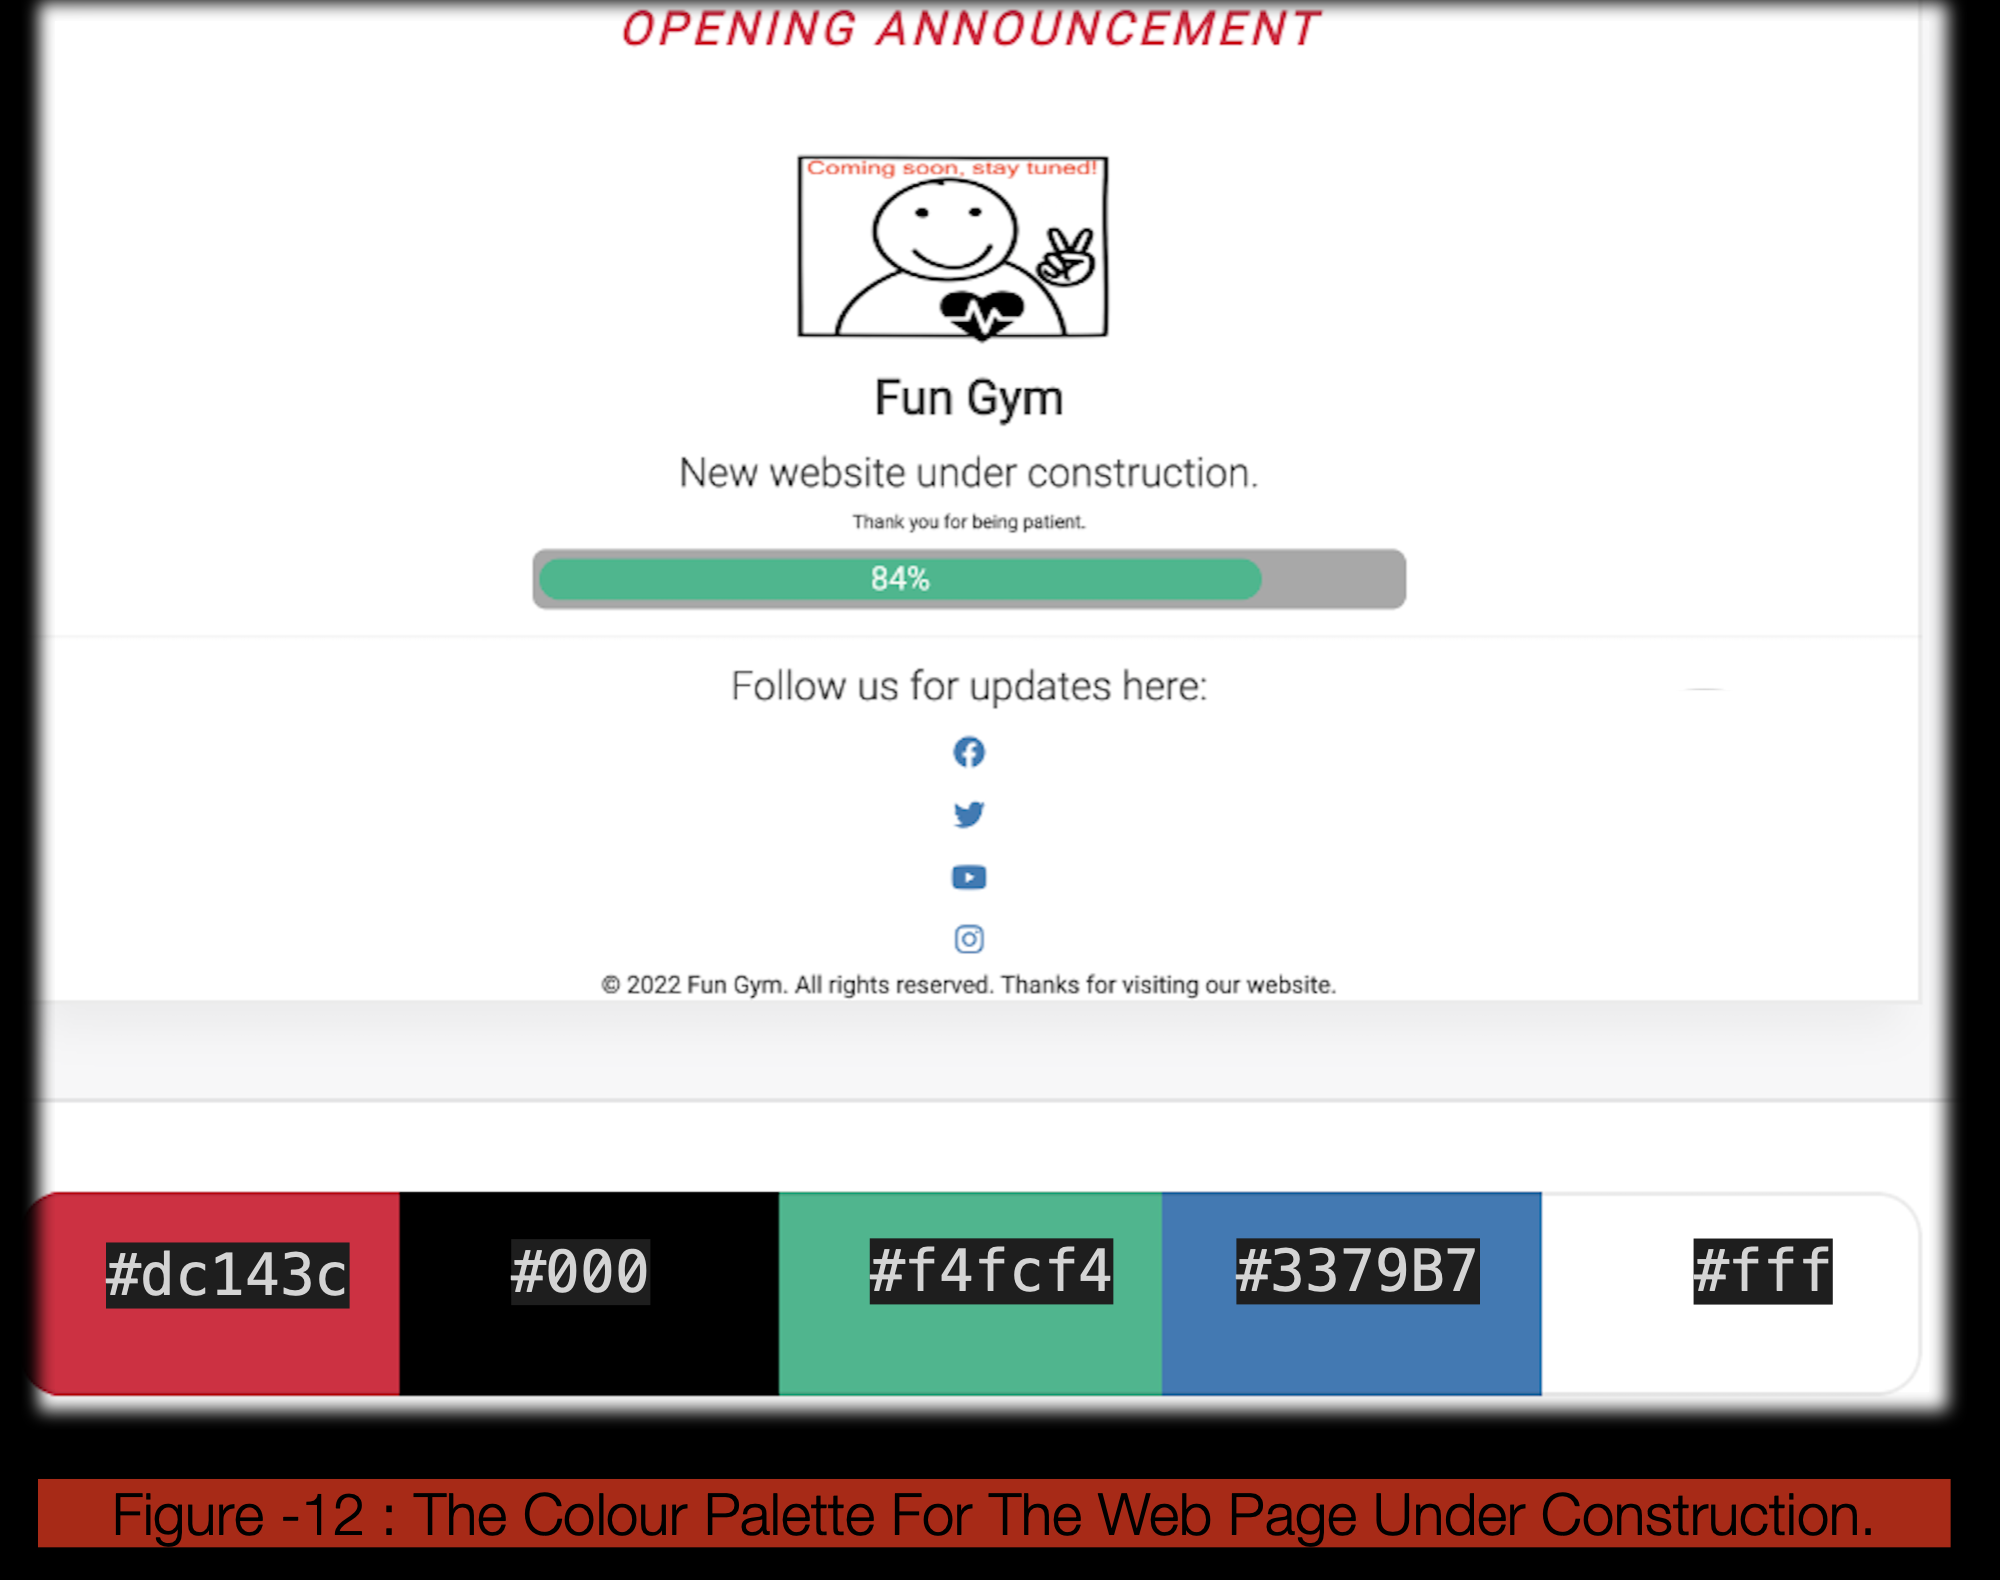 OPENING ANNOUNCEMENT
Coming soon, stay tuned!
Fun Gym
New website under construction.
Thank you for being patient.
84%
Follow us for updates here:
© 2022 Fun Gym. All rights reserved. Thanks for visiting our website.
#dc143c #000 #f4fcf4 #3379B7 #fff
Figure -12 : The Colour Palette For The Web Page Under Construction.